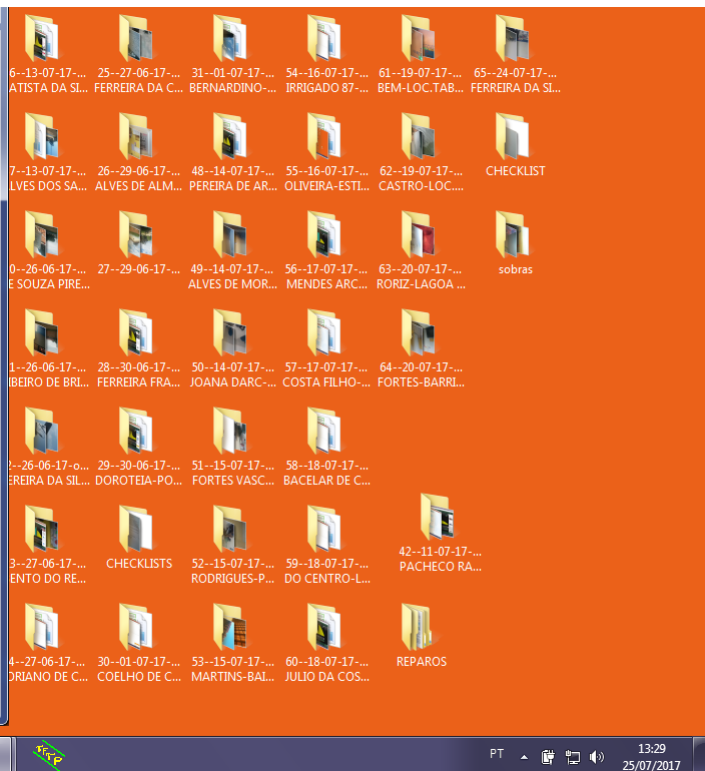 6--13-07-17-... 25--27-06-17-... 31--01-07-17-... 54--16-07-17-... 61--19-07-17-... 65--24-07-17-...
ATISTA DA SI... FERREIRA DA C... BERNARDINO-... IRRIGADO 87-... BEM-LOC.TAB... FERREIRA DA SI...
7--13-07-17-... 26--29-06-17-... 48--14-07-17-... 55--16-07-17-... 62--19-07-17-... CHECKLIST
LVES DOS SA... ALVES DE ALM... PEREIRA DE AR... OLIVEIRA-ESTI... CASTRO-LOC....
0--26-06-17-... 27--29-06-17-... 49--14-07-17-... 56--17-07-17-... 63--20-07-17-... sobras
E SOUZA PIRE... ALVES DE MOR... MENDES ARC... RORIZ-LAGOA ...
1--26-06-17-... 28--30-06-17-... 50--14-07-17-... 57--17-07-17-... 64--20-07-17-...
IBEIRO DE BRI... FERREIRA FRA... JOANA DARC-... COSTA FILHO-... FORTES-BARRI...
2--26-06-17-o... 29--30-06-17-... 51--15-07-17-... 58--18-07-17-...
EREIRA DA SIL... DOROTEIA-PO... FORTES VASC... BACELAR DE C...
42--11-07-17-...
PACHECO RA...
3--27-06-17-... CHECKLISTS 52--15-07-17-... 59--18-07-17-...
ENTO DO RE... RODRIGUES-P... DO CENTRO-L...
4--27-06-17-... 30--01-07-17-... 53--15-07-17-... 60--18-07-17-... REPAROS
DRIANO DE C... COELHO DE C... MARTINS-BAI... JULIO DA COS...
TFTP
PT 13:29
25/07/2017